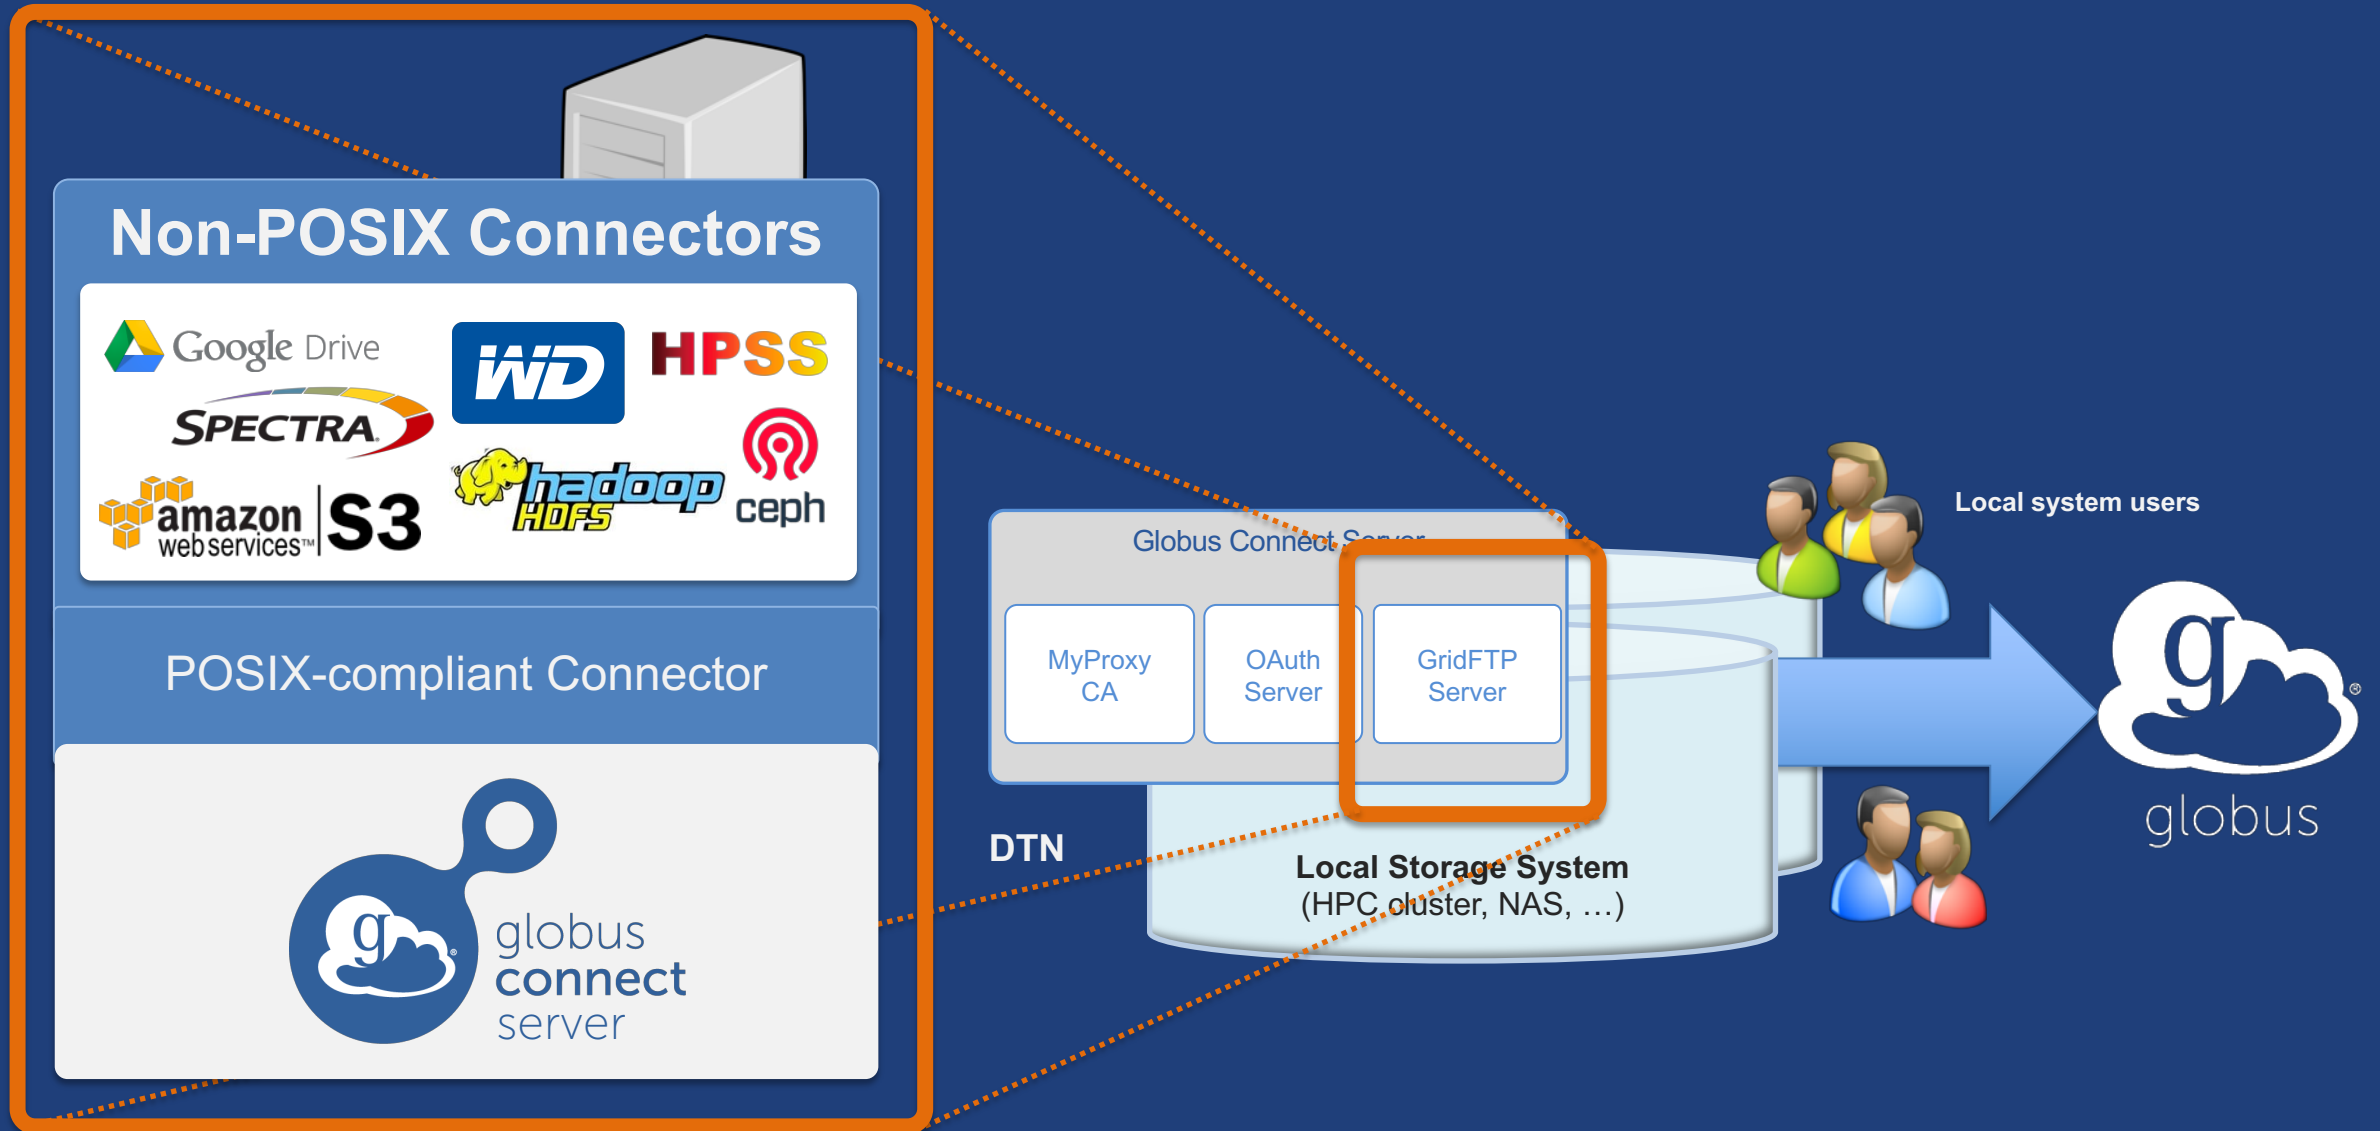 Non-POSIX Connectors
Google Drive
WD
HPSS
SPECTRA
amazon
web services™
S3
hadoop
HDFS
ceph
POSIX-compliant Connector
g
globus
connect
server
Globus Connect Server
MyProxy
CA
OAuth
Server
GridFTP
Server
DTN
Local Storage System
(HPC cluster, NAS, …)
Local system users
g
®
globus